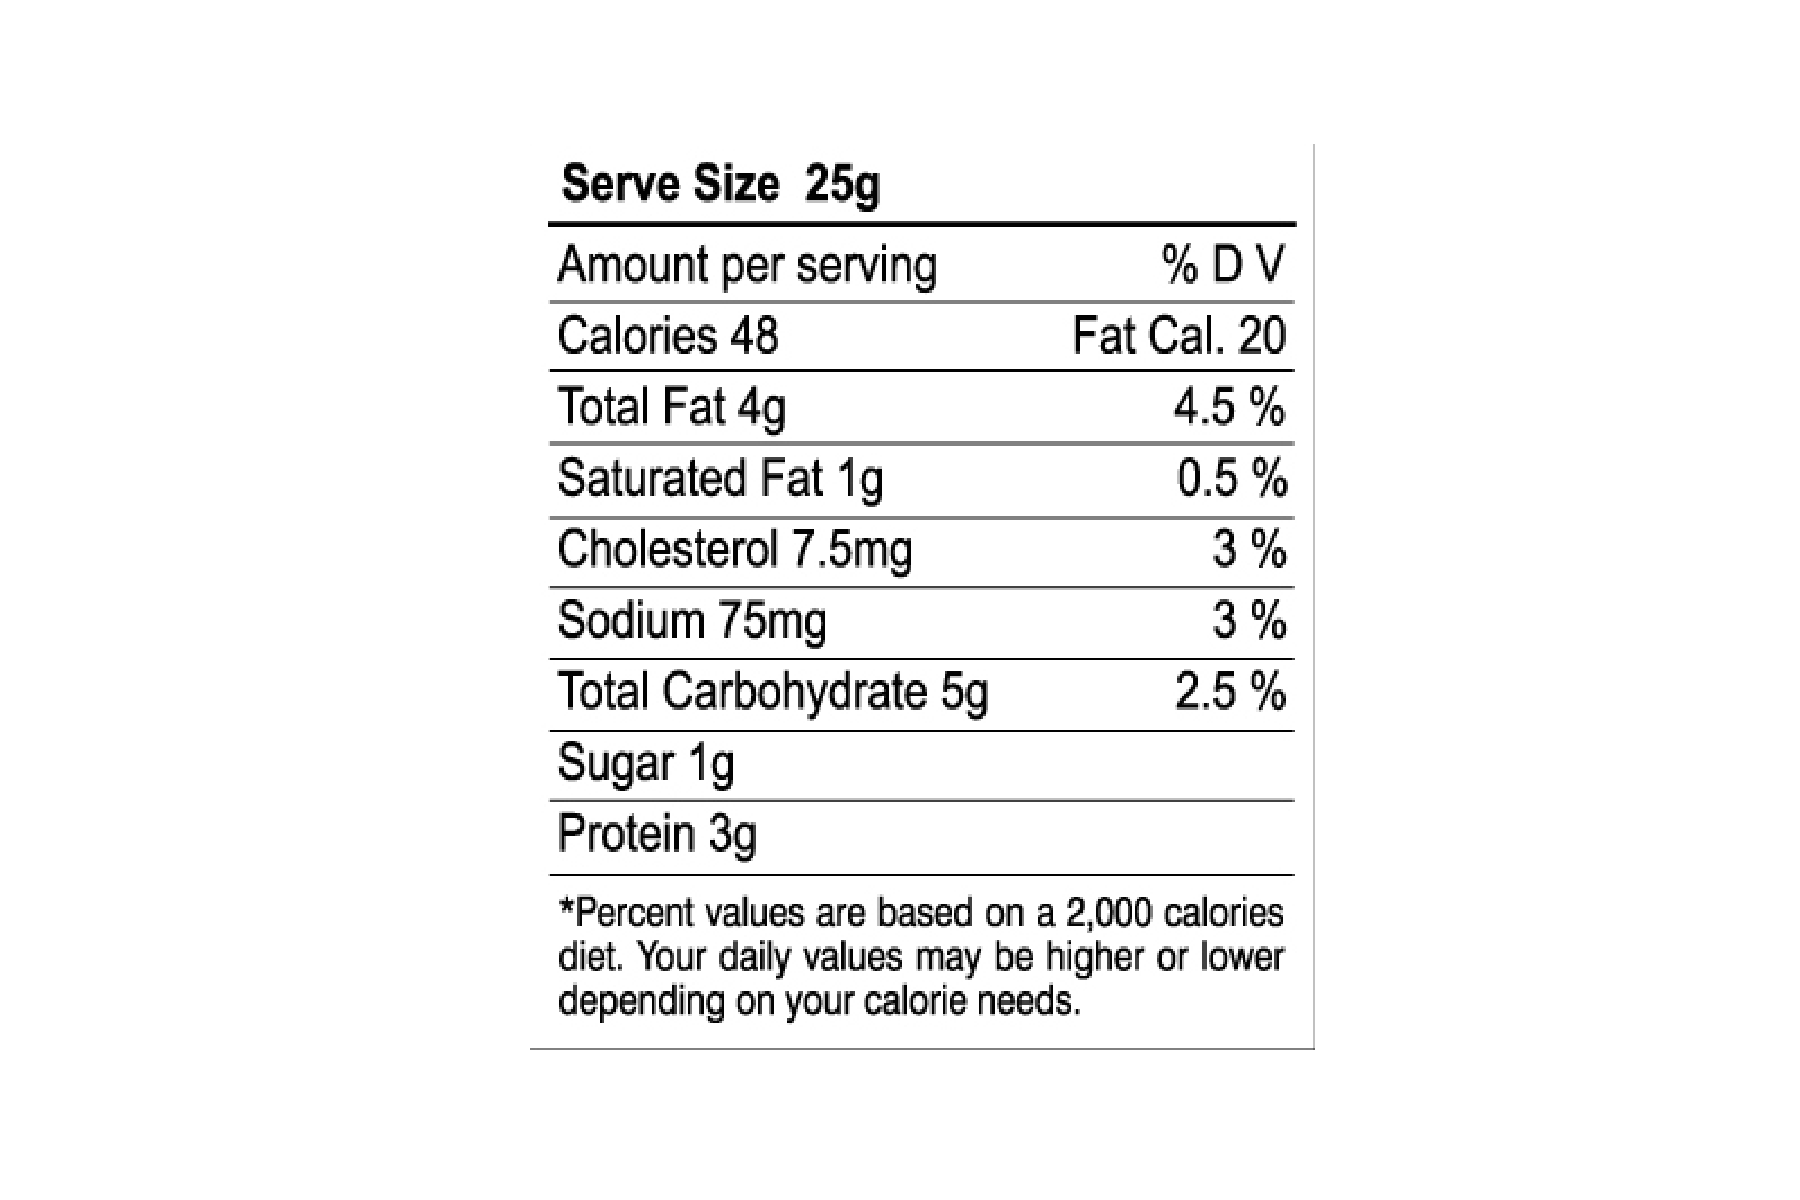 Serve Size 25g
Amount per serving % D V
Calories 48 Fat Cal. 20
Total Fat 4g 4.5 %
Saturated Fat 1g 0.5 %
Cholesterol 7.5mg 3 %
Sodium 75mg 3 %
Total Carbohydrate 5g 2.5 %
Sugar 1g
Protein 3g
*Percent values are based on a 2,000 calories
diet. Your daily values may be higher or lower
depending on your calorie needs.